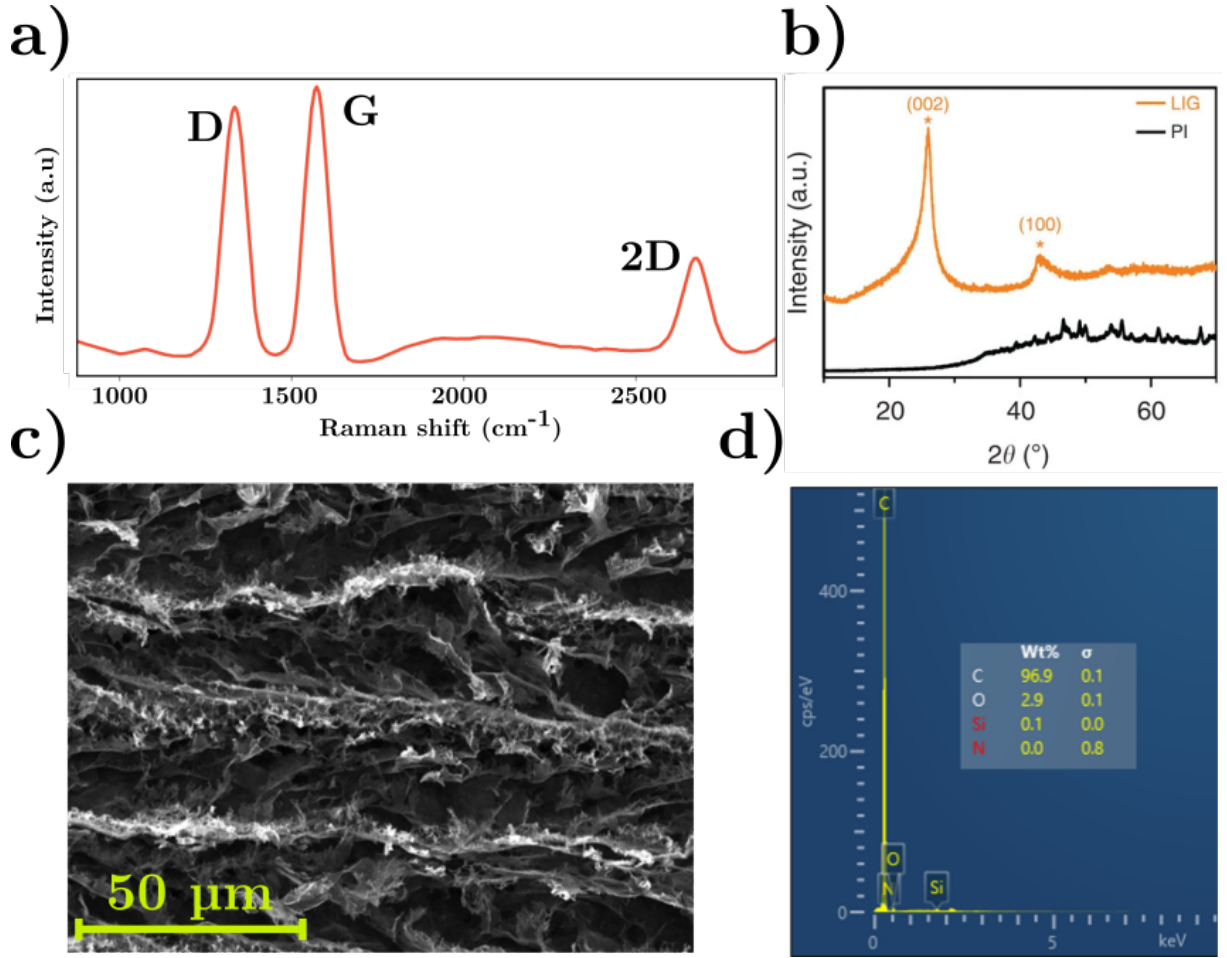 a)
D
G
2D
Intensity (a.u)
1000 1500 2000 2500
Raman shift (cm⁻¹)
b)
(002)
LIG
PI
(100)
Intensity (a.u.)
20 40 60
2θ (°)
c)
50 µm
d)
C
400
200
0
cps/eV
Wt% σ
C 96.9 0.1
O 2.9 0.1
Si 0.1 0.0
N 0.0 0.8
O
N
Si
0 5 keV